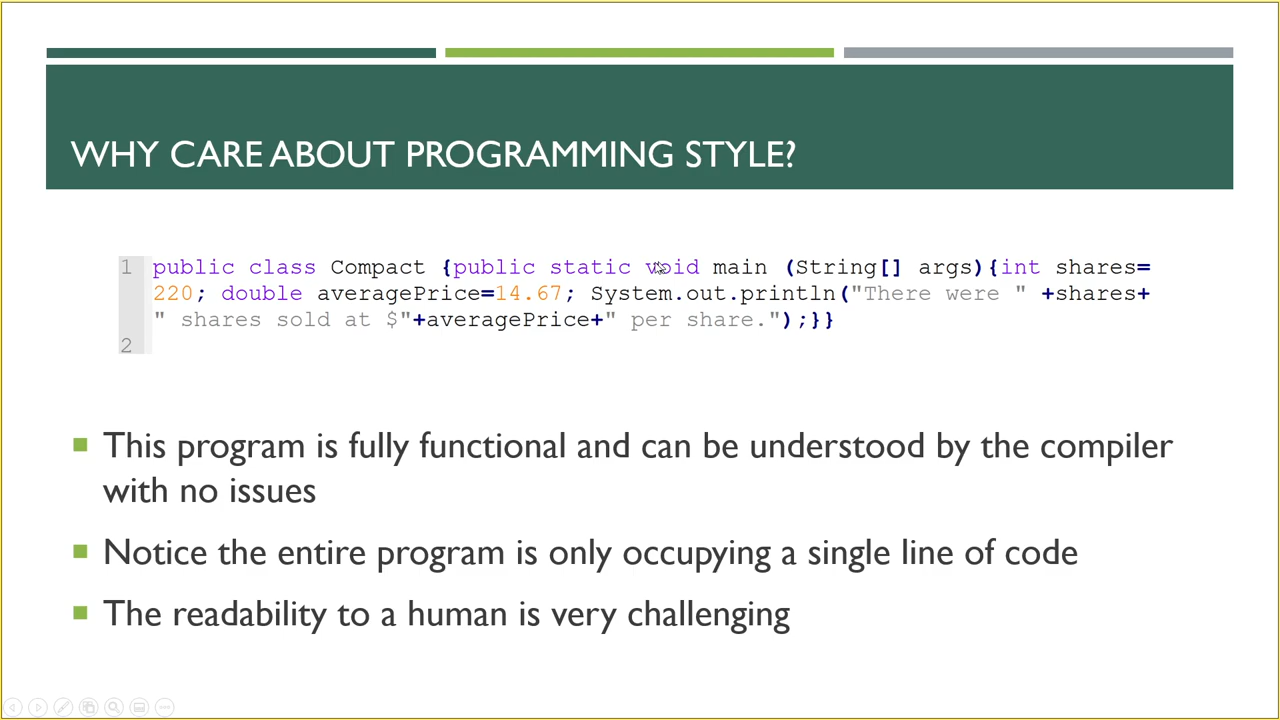 WHY CARE ABOUT PROGRAMMING STYLE?
1 public class Compact {public static void main (String[] args){int shares=
220; double averagePrice=14.67; System.out.println("There were " +shares+
" shares sold at $"+averagePrice+" per share.");}}
2
This program is fully functional and can be understood by the compiler
with no issues
Notice the entire program is only occupying a single line of code
The readability to a human is very challenging